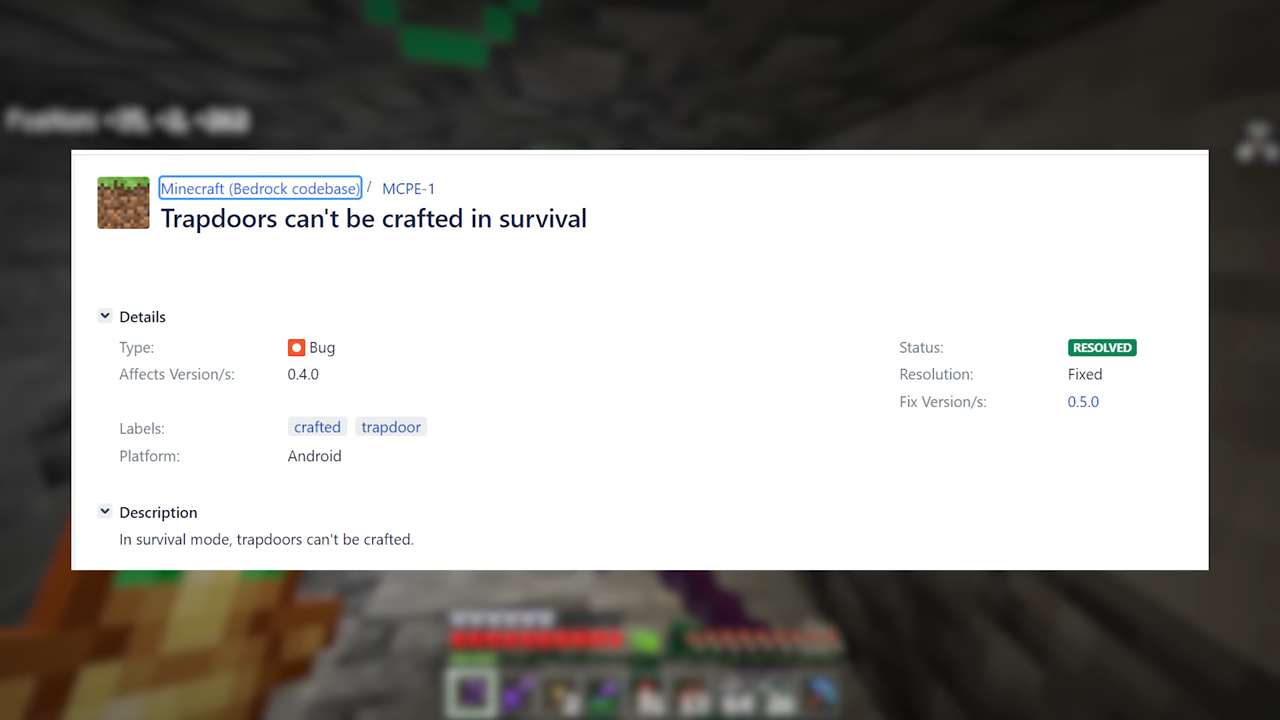 Minecraft (Bedrock codebase) / MCPE-1
Trapdoors can't be crafted in survival
Details
Type: Bug
Status: RESOLVED
Affects Version/s: 0.4.0
Resolution: Fixed
Fix Version/s: 0.5.0
Labels: crafted trapdoor
Platform: Android
Description
In survival mode, trapdoors can't be crafted.